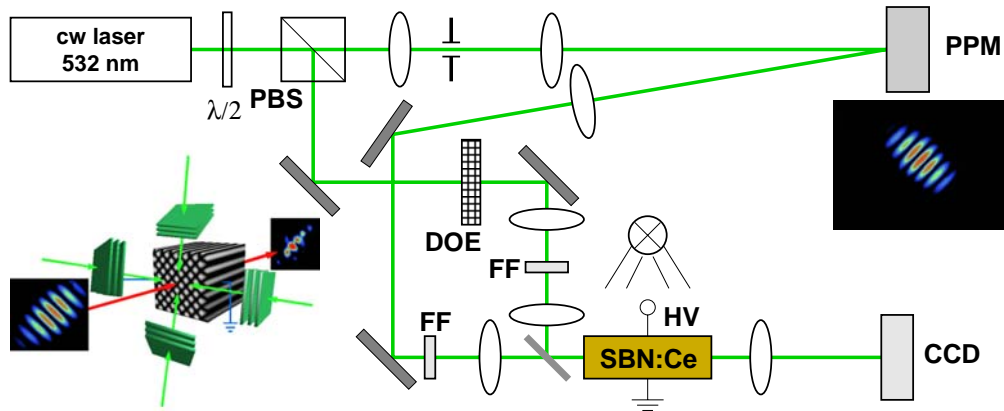 cw laser
532 nm
λ/2
PBS
PPM
DOE
FF
FF
HV
SBN:Ce
CCD